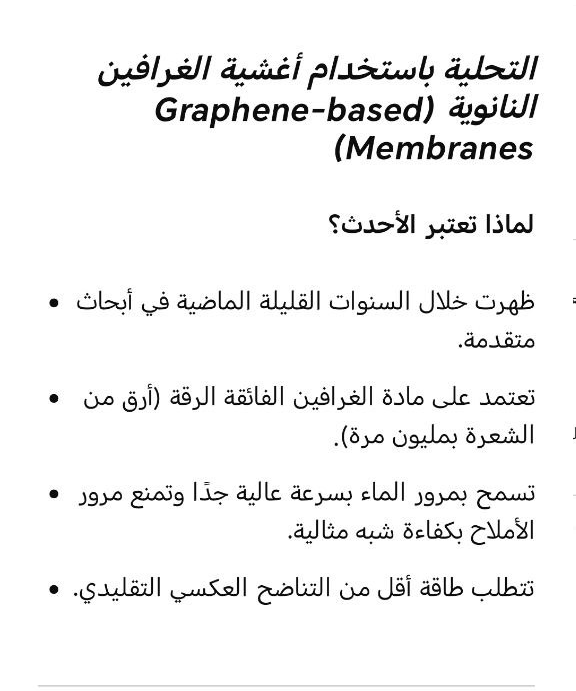 التحلية باستخدام أغشية الغرافين
النانوية (Graphene-based
Membranes)
لماذا تعتبر الأحدث؟
• ظهرت خلال السنوات القليلة الماضية في أبحاث
متقدمة.
• تعتمد على مادة الغرافين الفائقة الرقة (أرق من
الشعرة بمليون مرة).
• تسمح بمرور الماء بسرعة عالية جدًا وتمنع مرور
الأملاح بكفاءة شبه مثالية.
• تتطلب طاقة أقل من التناضح العكسي التقليدي.